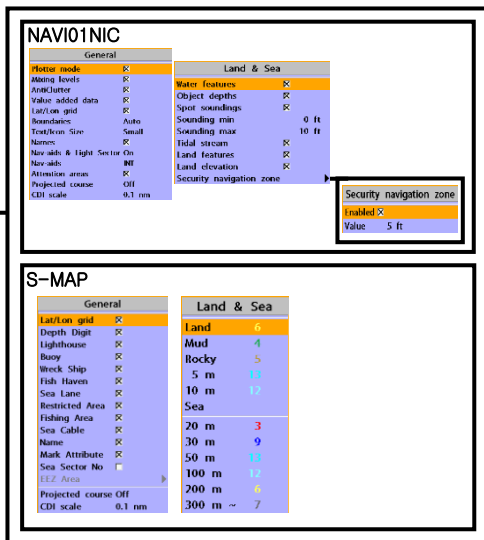 NAVI01NIC
General
Plotter mode
Mixing levels
AntiClutter
Value added data
Lat/Lon grid
Boundaries Auto
Text/Icon Size Small
Names
Nav-aids & Light Sector On
Nav-aids INT
Attention areas
Projected course Off
CDI scale 0.1 nm
Land & Sea
Water features
Object depths
Spot soundings
Sounding min 0 ft
Sounding max 10 ft
Tidal stream
Land features
Land elevation
Security navigation zone
Security navigation zone
Enabled
Value 5 ft
S-MAP
General
Lat/Lon grid
Depth Digit
Lighthouse
Buoy
Wreck Ship
Fish Haven
Sea Lane
Restricted Area
Fishing Area
Sea Cable
Name
Mark Attribute
Sea Sector No
EEZ Area
Projected course Off
CDI scale 0.1 nm
Land & Sea
Land 6
Mud 4
Rocky 5
5 m
10 m 12
Sea
20 m 3
30 m 9
50 m
100 m 12
200 m 6
300 m ~ 7